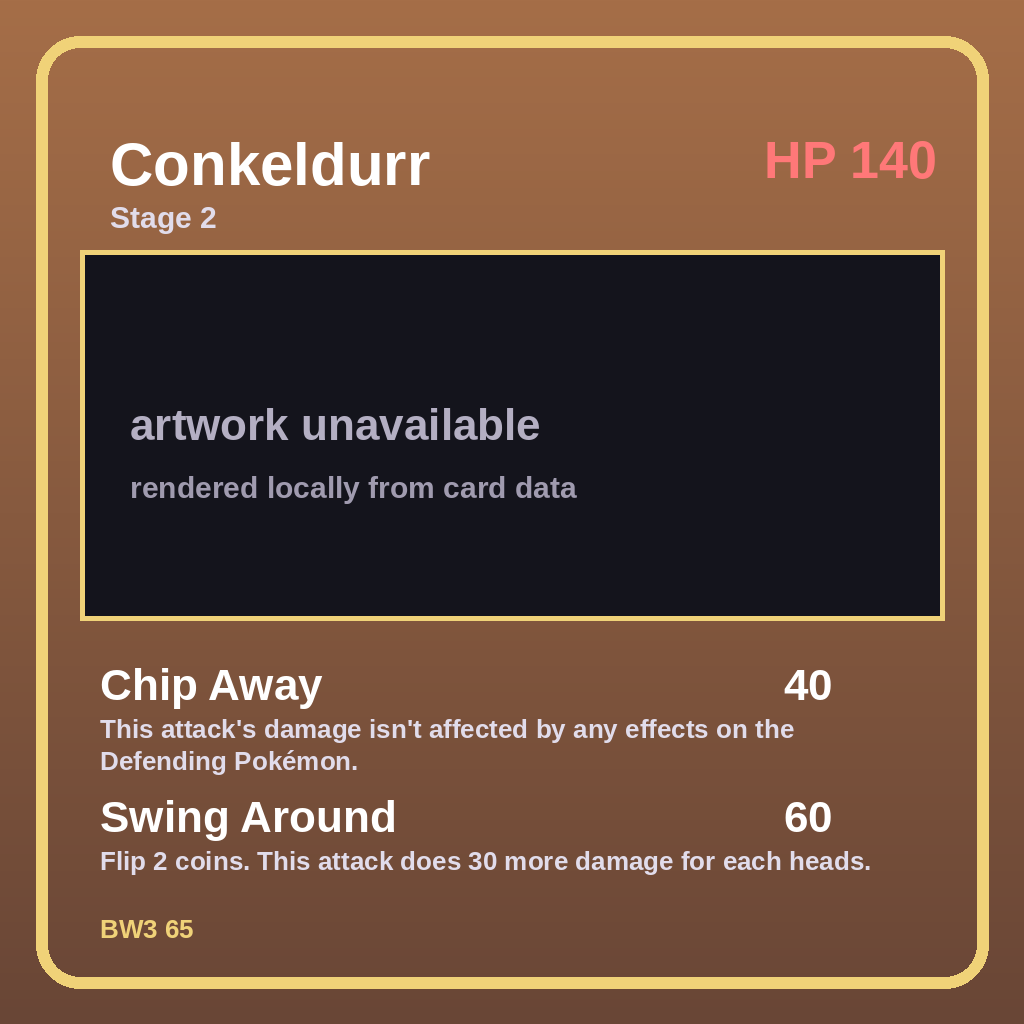 Conkeldurr
HP 140
Stage 2
artwork unavailable
rendered locally from card data
Chip Away 40
This attack's damage isn't affected by any effects on the
Defending Pokémon.
Swing Around 60
Flip 2 coins. This attack does 30 more damage for each heads.
BW3 65